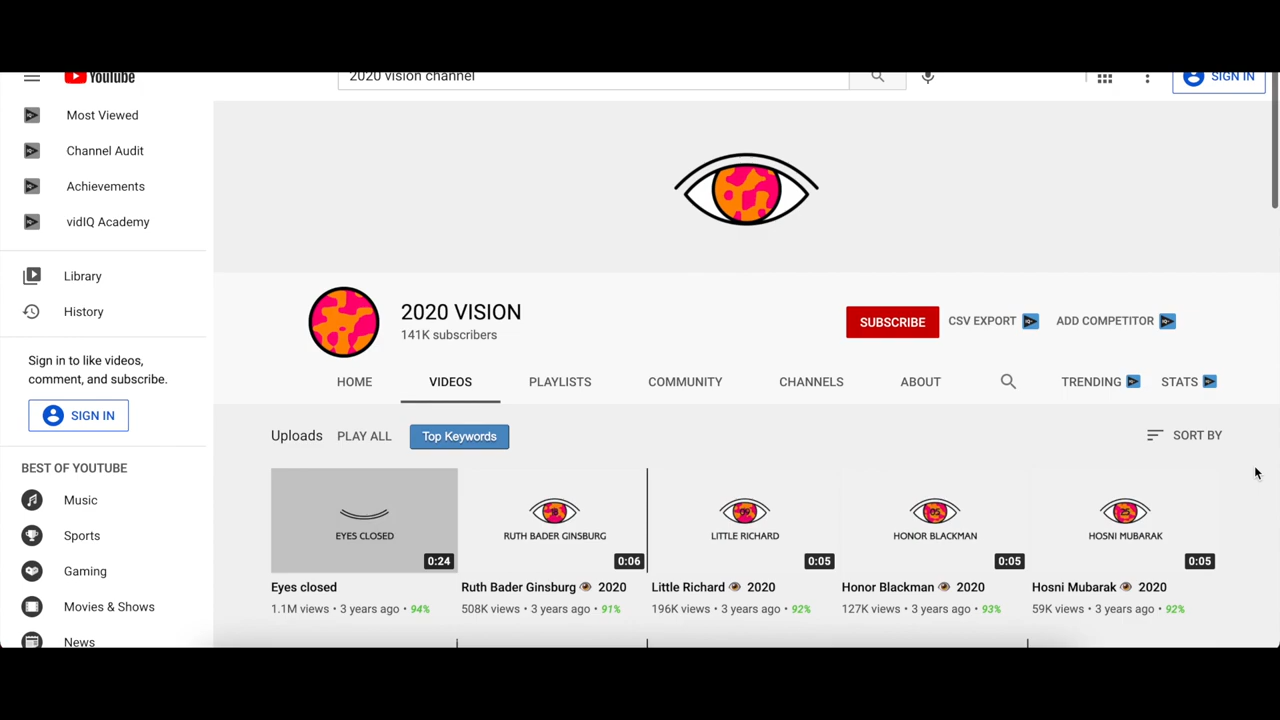 YouTube
2020 vision channel
SIGN IN
Most Viewed
Channel Audit
Achievements
vidIQ Academy
Library
History
Sign in to like videos,
comment, and subscribe.
SIGN IN
BEST OF YOUTUBE
Music
Sports
Gaming
Movies & Shows
News
2020 VISION
141K subscribers
SUBSCRIBE
CSV EXPORT
ADD COMPETITOR
HOME
VIDEOS
PLAYLISTS
COMMUNITY
CHANNELS
ABOUT
TRENDING
STATS
Uploads
PLAY ALL
Top Keywords
SORT BY
EYES CLOSED
0:24
Eyes closed
1.1M views • 3 years ago • 94%
18
RUTH BADER GINSBURG
0:06
Ruth Bader Ginsburg 👁 2020
508K views • 3 years ago • 91%
09
LITTLE RICHARD
0:05
Little Richard 👁 2020
196K views • 3 years ago • 92%
05
HONOR BLACKMAN
0:05
Honor Blackman 👁 2020
127K views • 3 years ago • 93%
25
HOSNI MUBARAK
0:05
Hosni Mubarak 👁 2020
59K views • 3 years ago • 92%